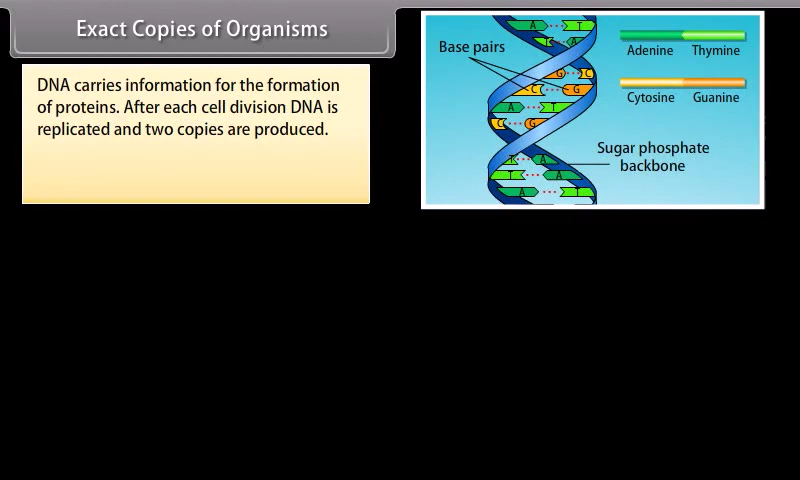 Exact Copies of Organisms
DNA carries information for the formation
of proteins. After each cell division DNA is
replicated and two copies are produced.
Base pairs
Adenine Thymine
Cytosine Guanine
Sugar phosphate
backbone
A T
T A
G C
C G
A T
C G
T A
T A
A T